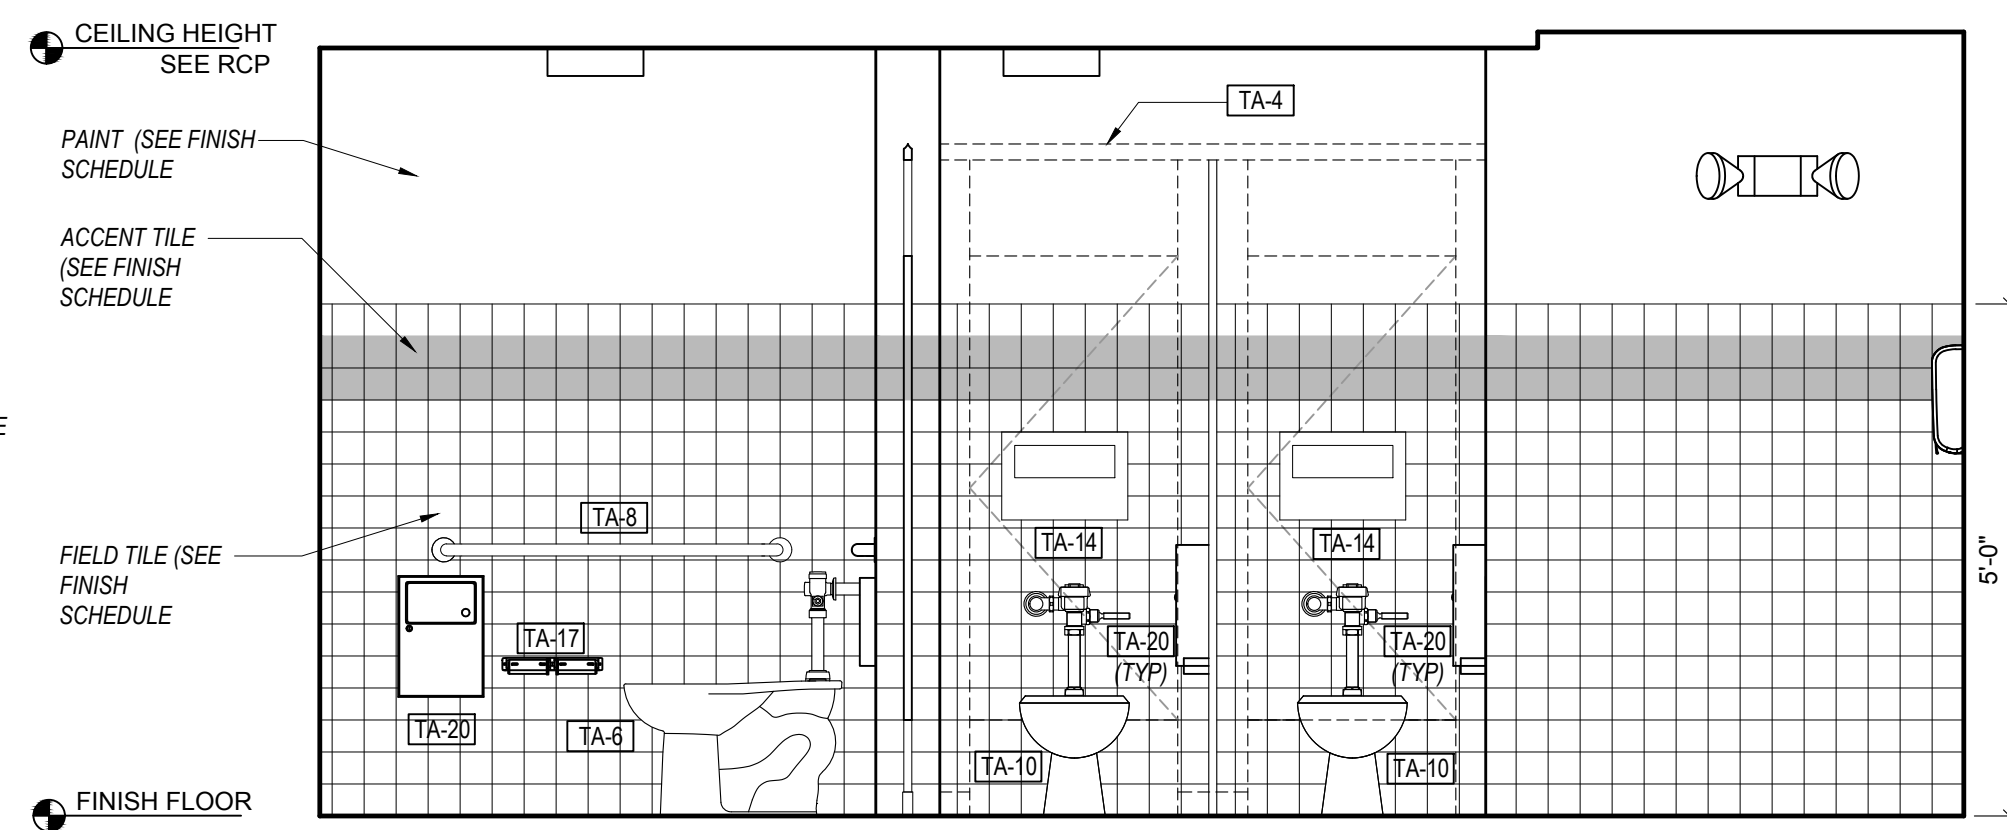 CEILING HEIGHT
SEE RCP
TA-4
PAINT (SEE FINISH
SCHEDULE
ACCENT TILE
(SEE FINISH
SCHEDULE
E
TA-8
TA-14
TA-14
FIELD TILE (SEE
FINISH
SCHEDULE
5'-0"
TA-17
TA-20
(TYP)
TA-20
(TYP)
TA-20
TA-6
TA-10
TA-10
FINISH FLOOR